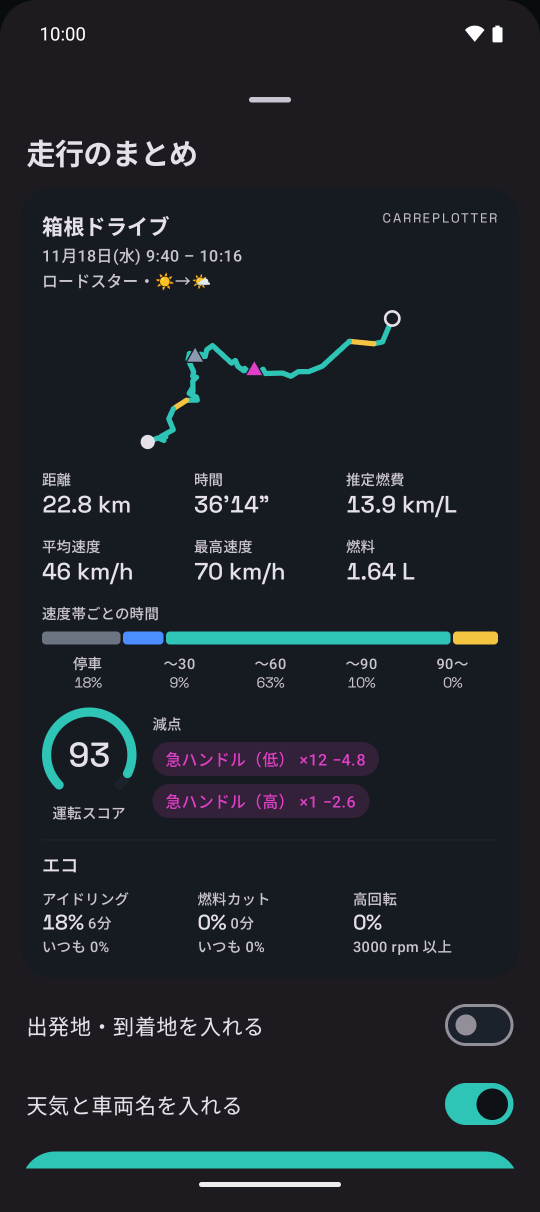 10:00
走行のまとめ
箱根ドライブ
CARREPLOTTER
11月18日(水) 9:40 – 10:16
ロードスター・☀️→🌤️
距離 時間 推定燃費
22.8 km 36’14” 13.9 km/L
平均速度 最高速度 燃料
46 km/h 70 km/h 1.64 L
速度帯ごとの時間
停車 〜30 〜60 〜90 90〜
18% 9% 63% 10% 0%
93
運転スコア
減点
急ハンドル（低） ×12 −4.8
急ハンドル（高） ×1 −2.6
エコ
アイドリング 燃料カット 高回転
18% 6分 0% 0分 0%
いつも 0% いつも 0% 3000 rpm 以上
出発地・到着地を入れる
天気と車両名を入れる